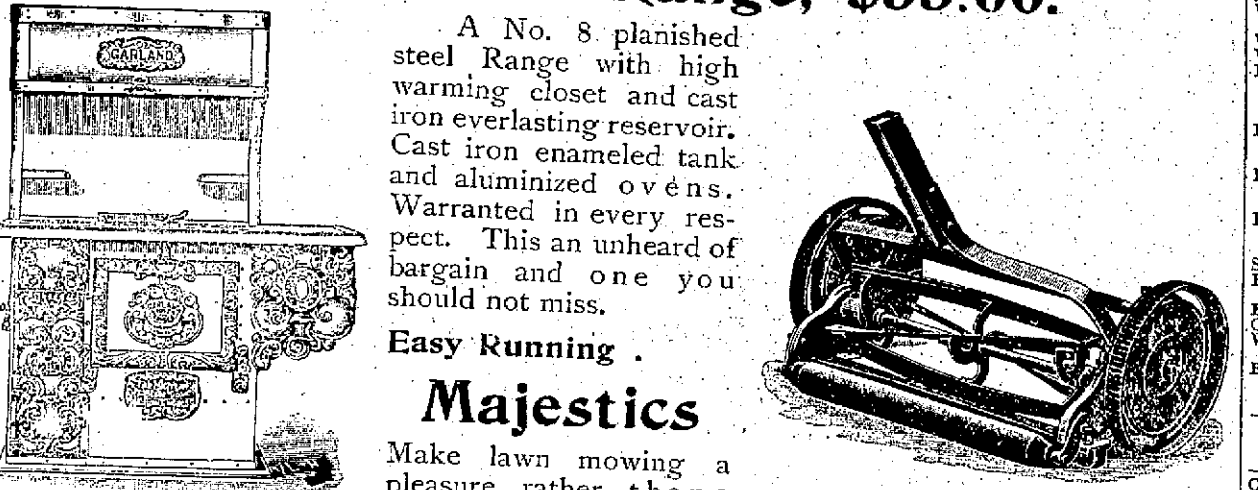 GARLAND
A No. 8 planished
steel Range with high
warming closet and cast
iron everlasting reservoir.
Cast iron enameled tank
and aluminized ovens.
Warranted in every res-
pect. This an unheard of
bargain and one you
should not miss.
Easy Running .
Majestics
Make lawn mowing a
pleasure rather